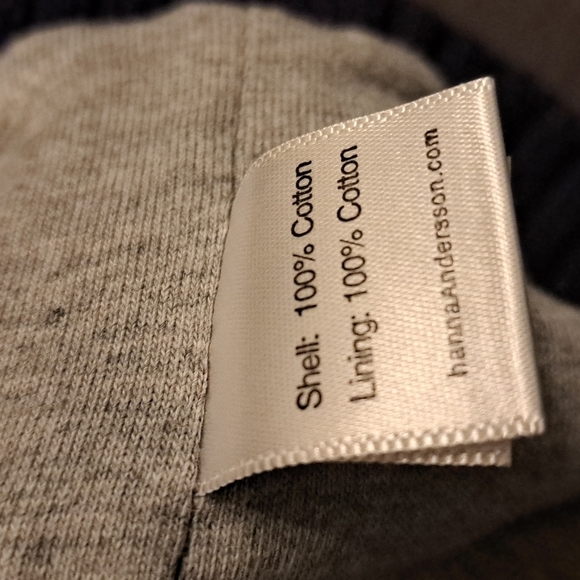 Shell: 100% Cotton
Lining: 100% Cotton
hannaAndersson.com